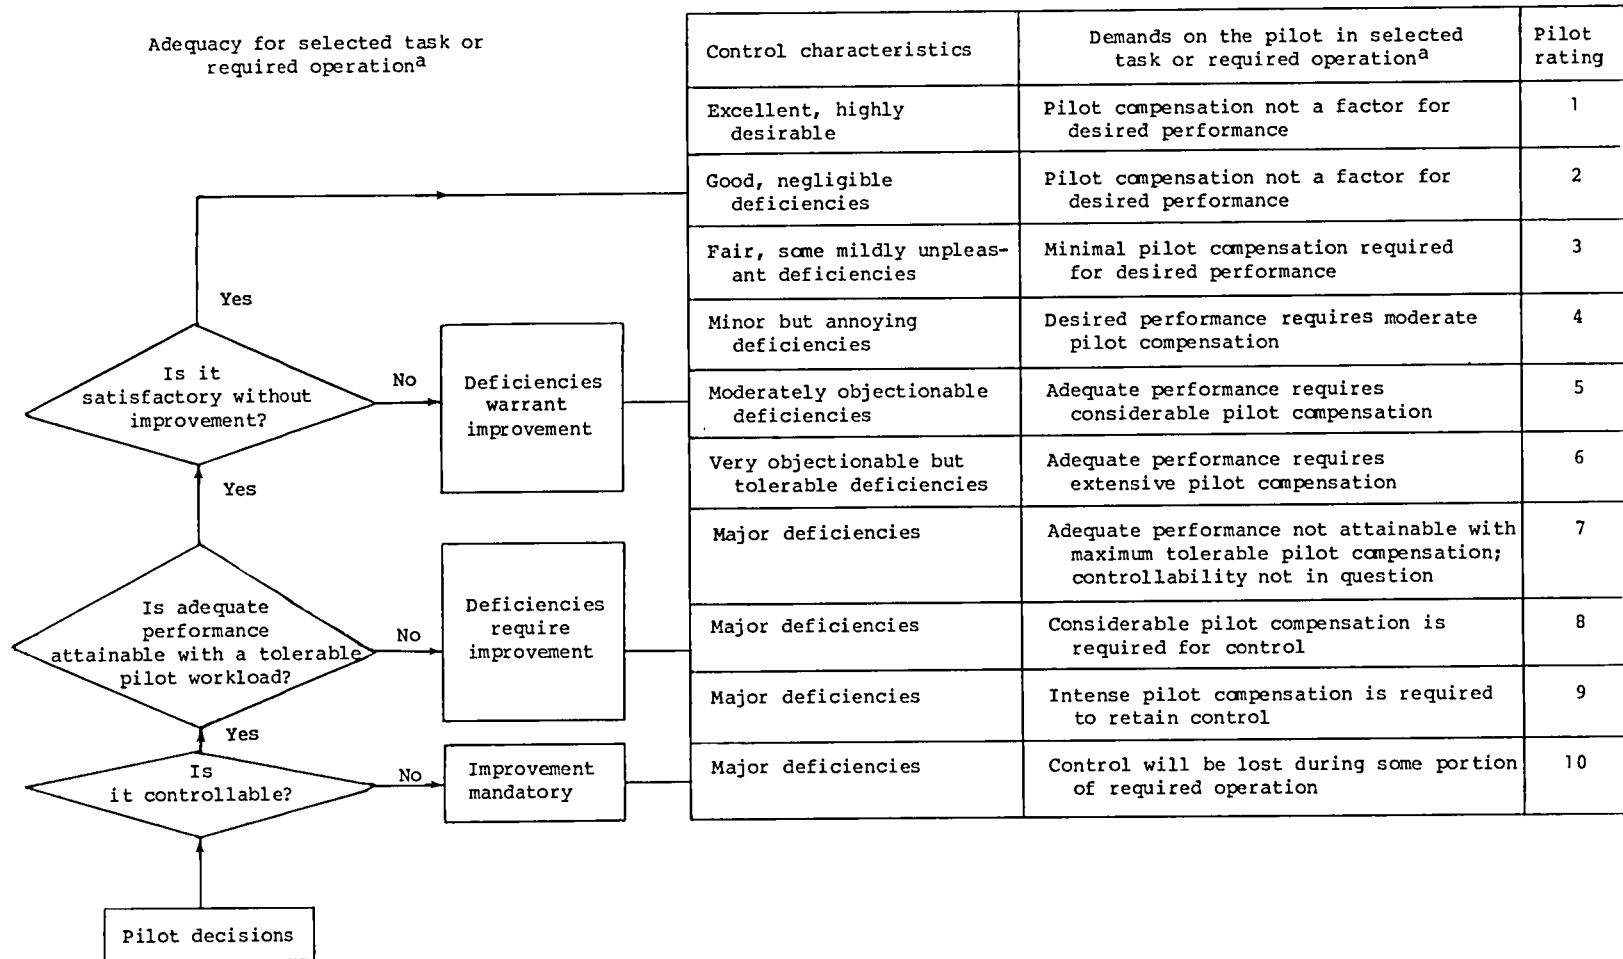 Adequacy for selected task or
required operationa
Control characteristics
Demands on the pilot in selected
task or required operationa
Pilot
rating
Excellent, highly
desirable
Pilot compensation not a factor for
desired performance
1
Good, negligible
deficiencies
Pilot compensation not a factor for
desired performance
2
Fair, some mildly unpleas-
ant deficiencies
Minimal pilot compensation required
for desired performance
3
Minor but annoying
deficiencies
Desired performance requires moderate
pilot compensation
4
Moderately objectionable
deficiencies
Adequate performance requires
considerable pilot compensation
5
Very objectionable but
tolerable deficiencies
Adequate performance requires
extensive pilot compensation
6
Major deficiencies
Adequate performance not attainable with
maximum tolerable pilot compensation;
controllability not in question
7
Major deficiencies
Considerable pilot compensation is
required for control
8
Major deficiencies
Intense pilot compensation is required
to retain control
9
Major deficiencies
Control will be lost during some portion
of required operation
10
Yes
Is it
satisfactory without
improvement?
No
Deficiencies
warrant
improvement
Yes
Is adequate
performance
attainable with a tolerable
pilot workload?
No
Deficiencies
require
improvement
Yes
Is
it controllable?
No
Improvement
mandatory
Pilot decisions